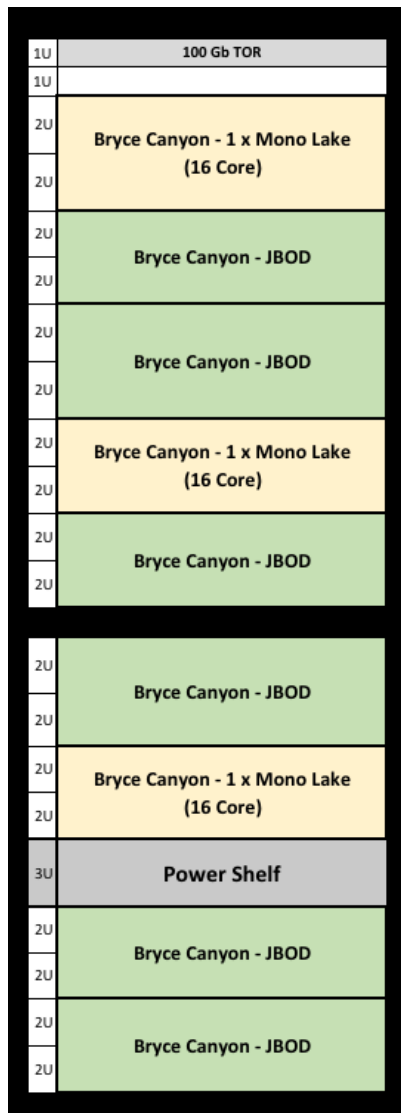 1U 100 Gb TOR
1U
2U
Bryce Canyon - 1 x Mono Lake
(16 Core)
2U
2U
Bryce Canyon - JBOD
2U
2U
Bryce Canyon - JBOD
2U
2U
Bryce Canyon - 1 x Mono Lake
(16 Core)
2U
2U
Bryce Canyon - JBOD
2U
2U
Bryce Canyon - JBOD
2U
2U
Bryce Canyon - 1 x Mono Lake
(16 Core)
2U
3U Power Shelf
2U
Bryce Canyon - JBOD
2U
2U
Bryce Canyon - JBOD
2U